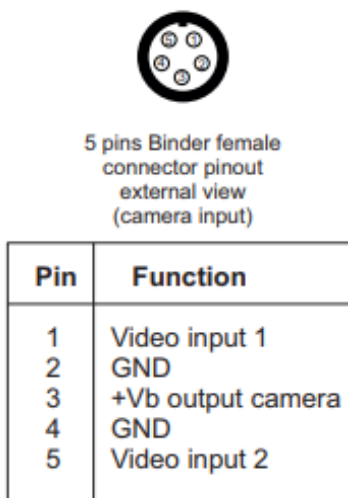 5 1
4 2
3
5 pins Binder female
connector pinout
external view
(camera input)
Pin Function
1 Video input 1
2 GND
3 +Vb output camera
4 GND
5 Video input 2